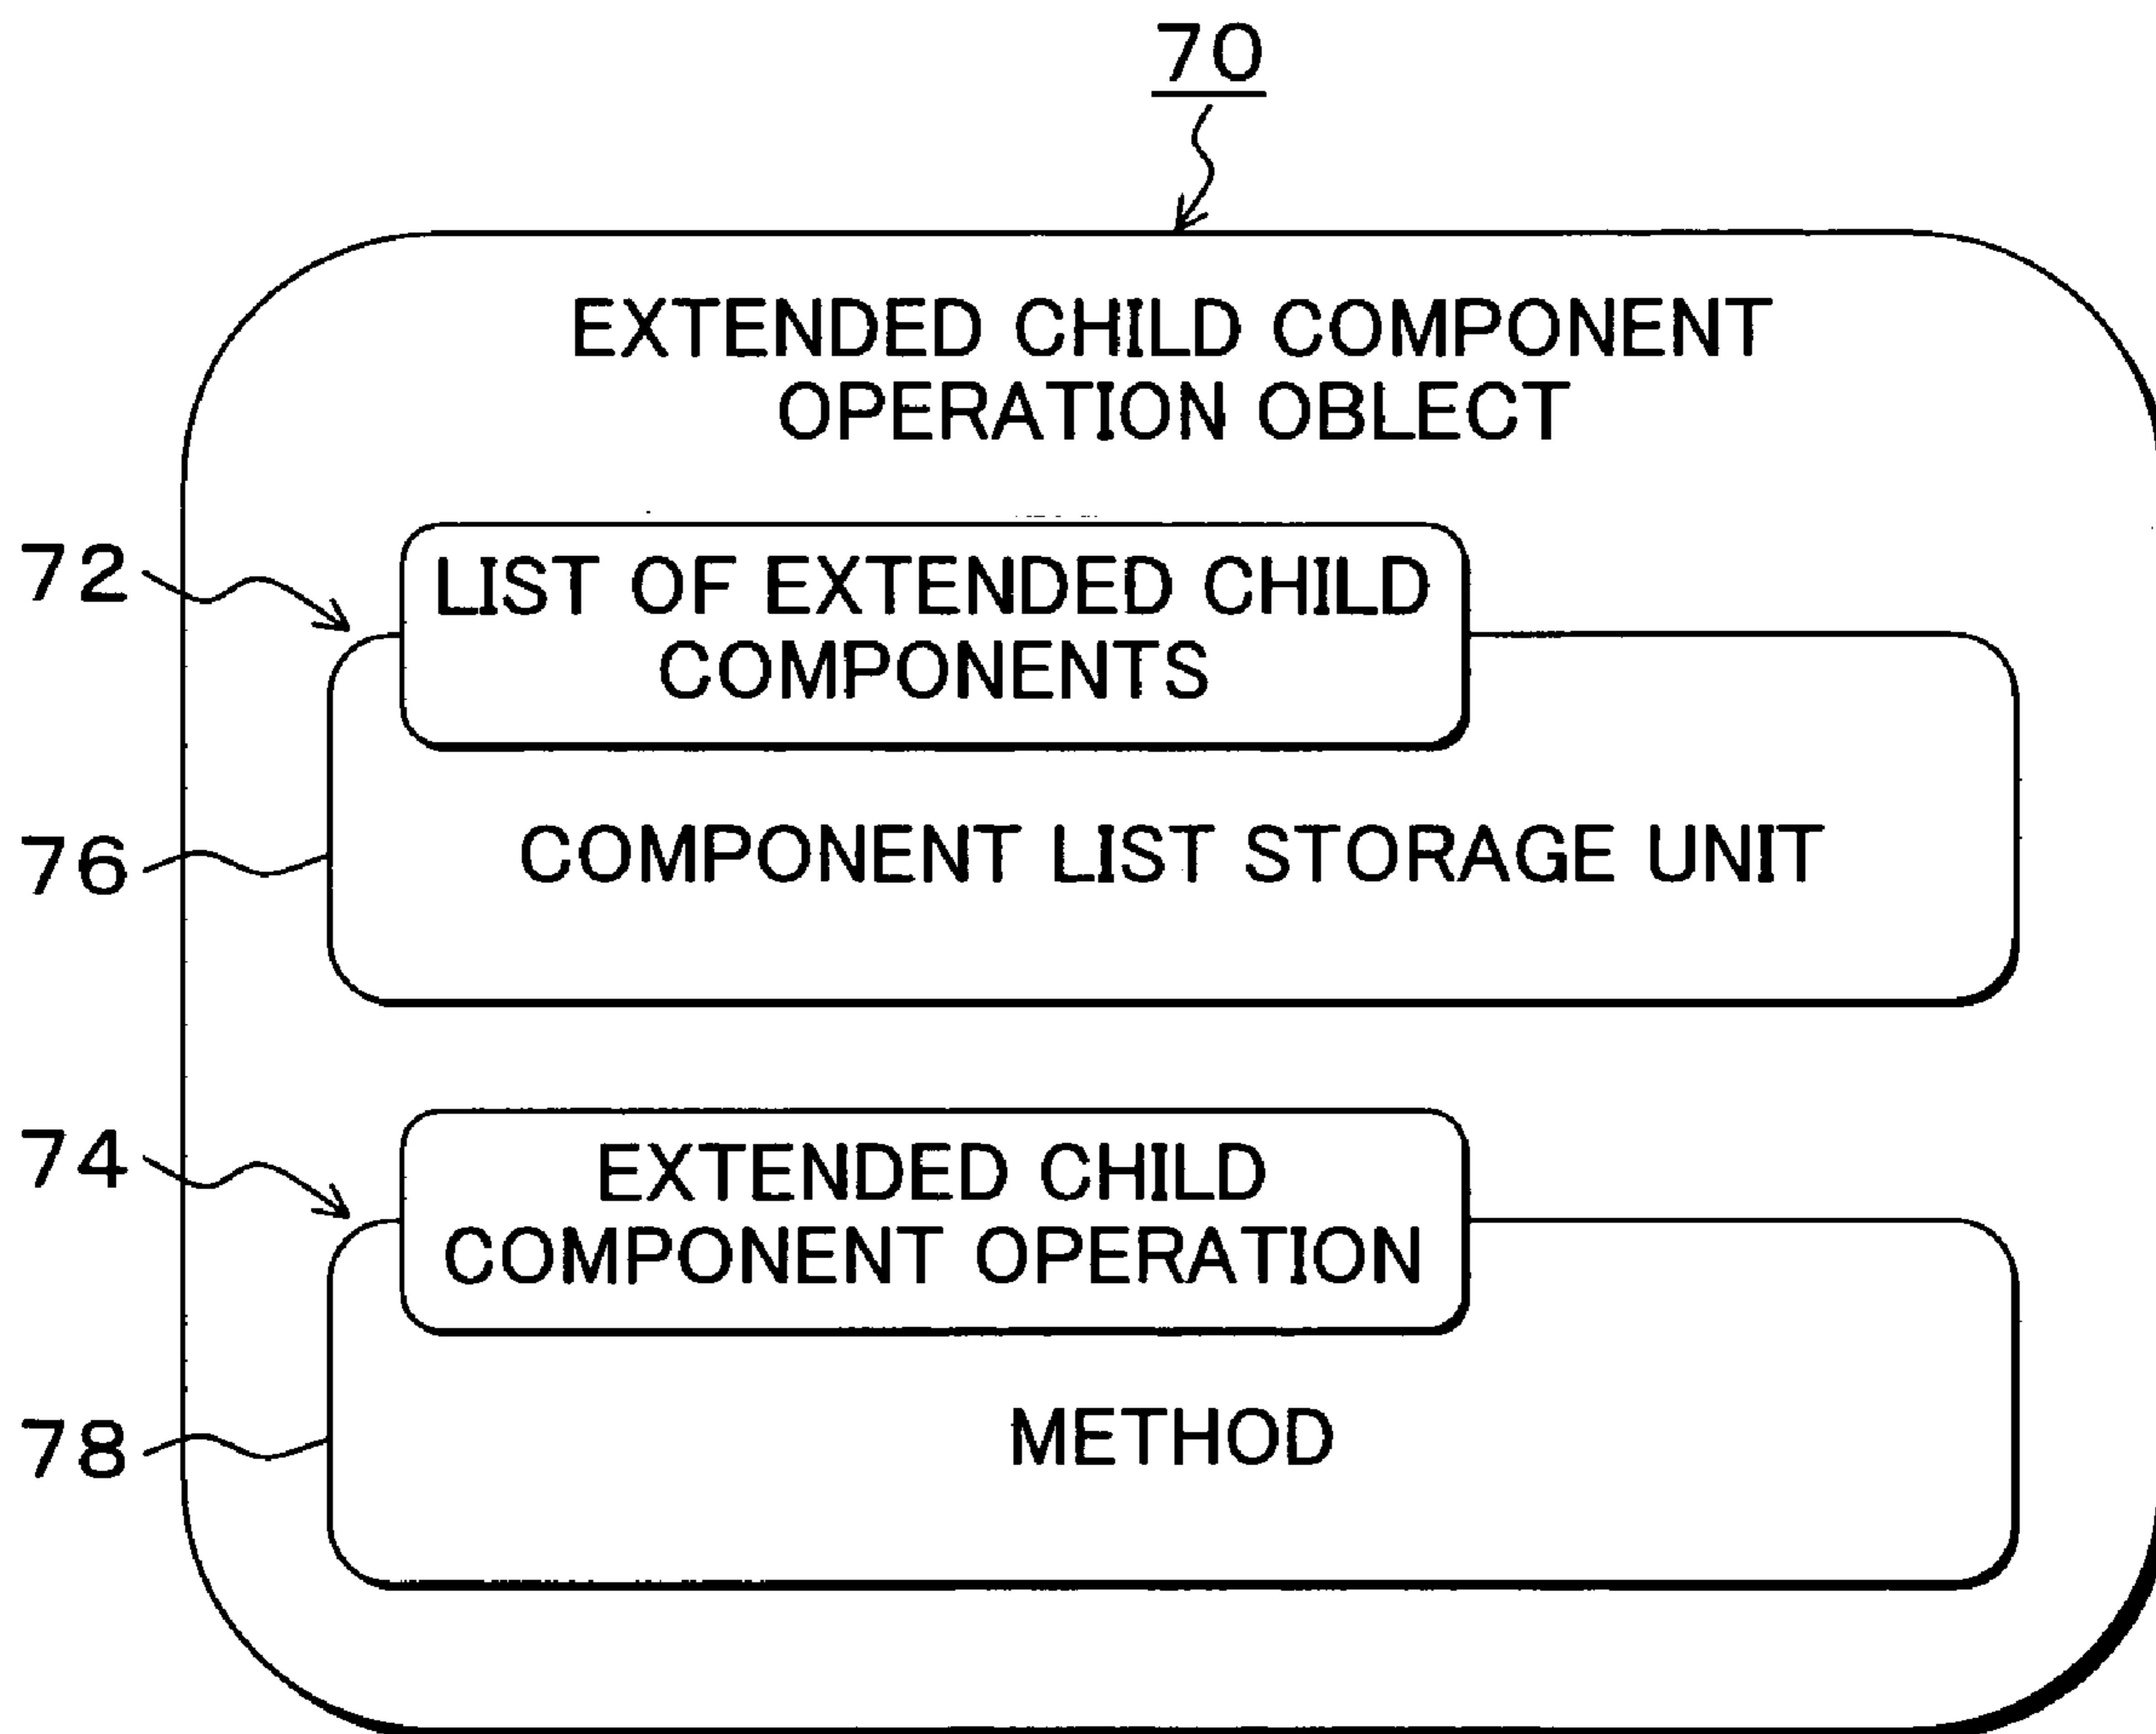 70
EXTENDED CHILD COMPONENT
OPERATION OBLECT
72
LIST OF EXTENDED CHILD
COMPONENTS
76
COMPONENT LIST STORAGE UNIT
74
EXTENDED CHILD
COMPONENT OPERATION
78
METHOD